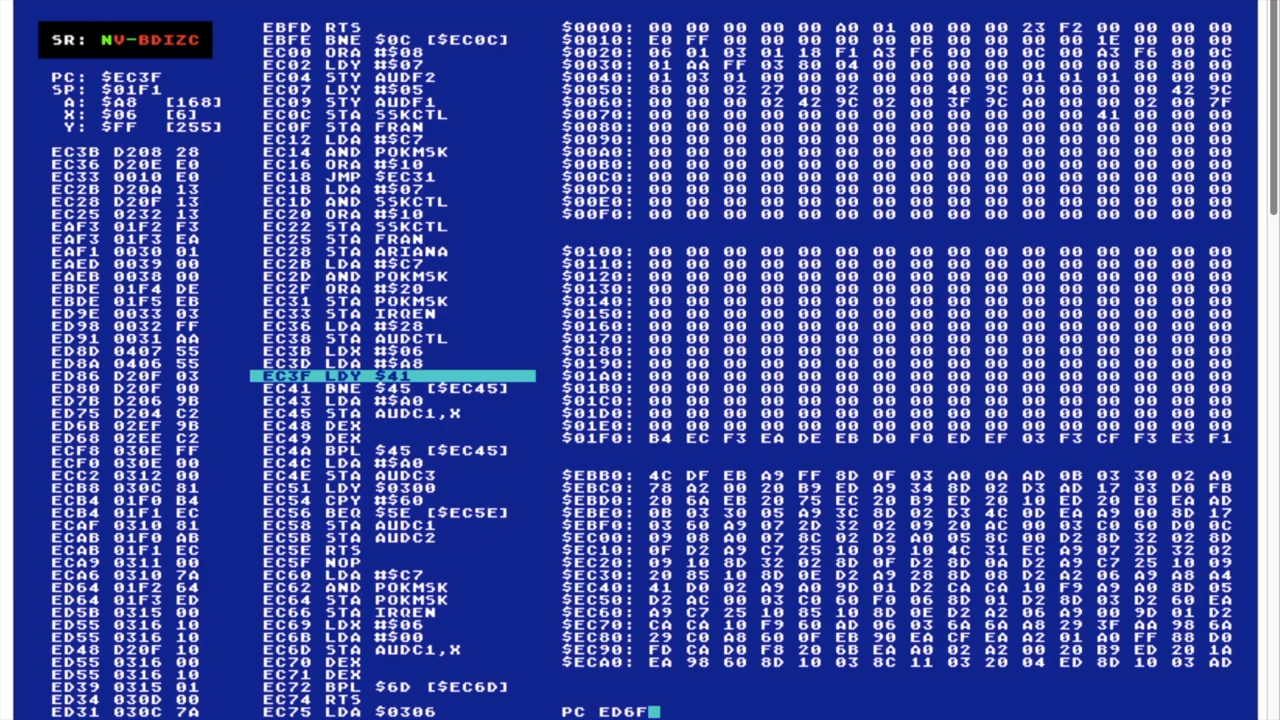 SR: NV-BDIZC
PC: $EC3F
SP: $01F1
A: $A8 [168]
X: $06 [6]
Y: $FF [255]
EC3B D208 28
EC36 D20E E0
EC33 0010 E0
EC2B D20A 13
EC28 D20F 13
EC25 0232 13
EAF3 01F2 F3
EAF3 01F3 EA
EAF1 0030 01
EAED 0039 00
EAEB 0038 00
EBDE 01F4 DE
EBDE 01F5 EB
ED9E 0033 03
ED98 0032 FF
ED91 0031 AA
ED8D 0407 55
ED8A 0406 55
ED86 D20F 03
ED80 D20F 00
ED7B D206 9B
ED75 D204 C2
ED6B 02EF 9B
ED68 02EE C2
ECF8 030E FF
ECF0 030E 00
ECC2 0312 00
ECB8 030C 81
ECB4 01F0 B4
ECB4 01F1 EC
ECAF 0310 81
ECAB 01F0 AB
ECAB 01F1 EC
ECA9 0311 00
ECA6 0310 7A
ED64 01F2 64
ED64 01F3 ED
ED5B 0315 00
ED55 0316 10
ED55 0316 10
ED48 D20F 10
ED55 0316 00
ED55 0316 10
ED39 0315 01
ED34 030D 00
ED31 030C 7A
EBFD RTS
EBFE BNE $0C [$EC0C]
EC00 ORA #$08
EC02 LDY #$07
EC04 STY AUDF2
EC07 LDY #$05
EC09 STY AUDF1
EC0C STA SSKCTL
EC0F STA FRAN
EC12 LDA #$C7
EC14 AND POKMSK
EC16 ORA #$10
EC18 JMP $EC31
EC1B LDA #$07
EC1D AND SSKCTL
EC20 ORA #$10
EC22 STA SSKCTL
EC25 STA FRAN
EC28 STA ARIANA
EC2B LDA #$C7
EC2D AND POKMSK
EC2F ORA #$20
EC31 STA POKMSK
EC33 STA IRQEN
EC36 LDA #$28
EC38 STA AUDCTL
EC3B LDX #$06
EC3D LDA #$A8
EC3F LDY $41
EC41 BNE $45 [$EC45]
EC43 LDA #$A0
EC45 STA AUDC1,X
EC48 DEX
EC49 DEX
EC4A BPL $45 [$EC45]
EC4C LDA #$A0
EC4E STA AUDC3
EC51 LDY $0300
EC54 CPY #$60
EC56 BEQ $5E [$EC5E]
EC58 STA AUDC1
EC5B STA AUDC2
EC5E RTS
EC5F NOP
EC60 LDA #$C7
EC62 AND POKMSK
EC64 STA POKMSK
EC66 STA IRQEN
EC69 LDX #$06
EC6B LDA #$00
EC6D STA AUDC1,X
EC70 DEX
EC71 DEX
EC72 BPL $6D [$EC6D]
EC74 RTS
EC75 LDA $0306
$0000: 00 00 00 00 00 A0 01 00 00 00 23 F2 00 00 00 00
$0010: E0 FF 00 00 00 00 00 0B 00 00 00 00 1E 00 00 00
$0020: 06 01 03 01 18 F1 A3 F6 00 00 0C 00 A3 F6 00 0C
$0030: 01 AA FF 03 80 04 00 00 00 00 00 00 00 80 80 00
$0040: 01 03 01 00 00 00 00 00 00 00 01 01 01 00 00 00
$0050: 80 00 02 27 00 02 00 00 40 9C 00 00 00 00 42 9C
$0060: 00 00 00 02 42 9C 02 00 3F 9C A0 00 00 02 00 7F
$0070: 00 00 00 00 00 00 00 00 00 00 00 00 41 00 00 00
$0080: 00 00 00 00 00 00 00 00 00 00 00 00 00 00 00 00
$0090: 00 00 00 00 00 00 00 00 00 00 00 00 00 00 00 00
$00A0: 00 00 00 00 00 00 00 00 00 00 00 00 00 00 00 00
$00B0: 00 00 00 00 00 00 00 00 00 00 00 00 00 00 00 00
$00C0: 00 00 00 00 00 00 00 00 00 00 00 00 00 00 00 00
$00D0: 00 00 00 00 00 00 00 00 00 00 00 00 00 00 00 00
$00E0: 00 00 00 00 00 00 00 00 00 00 00 00 00 00 00 00
$00F0: 00 00 00 00 00 00 00 00 00 00 00 00 00 00 00 00
$0100: 00 00 00 00 00 00 00 00 00 00 00 00 00 00 00 00
$0110: 00 00 00 00 00 00 00 00 00 00 00 00 00 00 00 00
$0120: 00 00 00 00 00 00 00 00 00 00 00 00 00 00 00 00
$0130: 00 00 00 00 00 00 00 00 00 00 00 00 00 00 00 00
$0140: 00 00 00 00 00 00 00 00 00 00 00 00 00 00 00 00
$0150: 00 00 00 00 00 00 00 00 00 00 00 00 00 00 00 00
$0160: 00 00 00 00 00 00 00 00 00 00 00 00 00 00 00 00
$0170: 00 00 00 00 00 00 00 00 00 00 00 00 00 00 00 00
$0180: 00 00 00 00 00 00 00 00 00 00 00 00 00 00 00 00
$0190: 00 00 00 00 00 00 00 00 00 00 00 00 00 00 00 00
$01A0: 00 00 00 00 00 00 00 00 00 00 00 00 00 00 00 00
$01B0: 00 00 00 00 00 00 00 00 00 00 00 00 00 00 00 00
$01C0: 00 00 00 00 00 00 00 00 00 00 00 00 00 00 00 00
$01D0: 00 00 00 00 00 00 00 00 00 00 00 00 00 00 00 00
$01E0: 00 00 00 00 00 00 00 00 00 00 00 00 00 00 00 00
$01F0: B4 EC F3 EA DE EB D0 F0 ED EF 03 F3 CF F3 E3 F1
$EBB0: 4C DF EB A9 FF 8D 0F 03 A0 0A AD 0B 03 30 02 A0
$EBC0: 78 A2 00 20 B9 ED A9 34 8D 02 D3 AD 17 03 D0 FB
$EBD0: 20 6A EB 20 75 EC 20 B9 ED 20 10 ED 20 E0 EA AD
$EBE0: 0B 03 30 05 A9 3C 8D 02 D3 4C 0D EA A9 00 8D 17
$EBF0: 03 60 A9 07 2D 32 02 09 20 AC 00 03 C0 60 D0 0C
$EC00: 09 08 A0 07 8C 02 D2 A0 05 8C 00 D2 8D 32 02 8D
$EC10: 0F D2 A9 C7 25 10 09 10 4C 31 EC A9 07 2D 32 02
$EC20: 09 10 8D 32 02 8D 0F D2 8D 0A D2 A9 C7 25 10 09
$EC30: 20 85 10 8D 0E D2 A9 28 8D 08 D2 A2 06 A9 A8 A4
$EC40: 41 D0 02 A9 A0 9D 01 D2 CA CA 10 F9 A9 A0 8D 05
$EC50: D2 AC 00 03 C0 60 F0 06 8D 01 D2 8D 03 D2 60 EA
$EC60: A9 C7 25 10 85 10 8D 0E D2 A2 06 A9 00 9D 01 D2
$EC70: CA CA 10 F9 60 AD 06 03 6A 6A A8 29 3F AA 98 6A
$EC80: 29 C0 A8 60 0F EB 90 EA CF EA A2 01 A0 FF 88 D0
$EC90: FD CA D0 F8 20 6B EA A0 02 A2 00 20 B9 ED 20 1A
$ECA0: EA 98 60 8D 10 03 8C 11 03 20 04 ED 8D 10 03 AD
PC ED6F